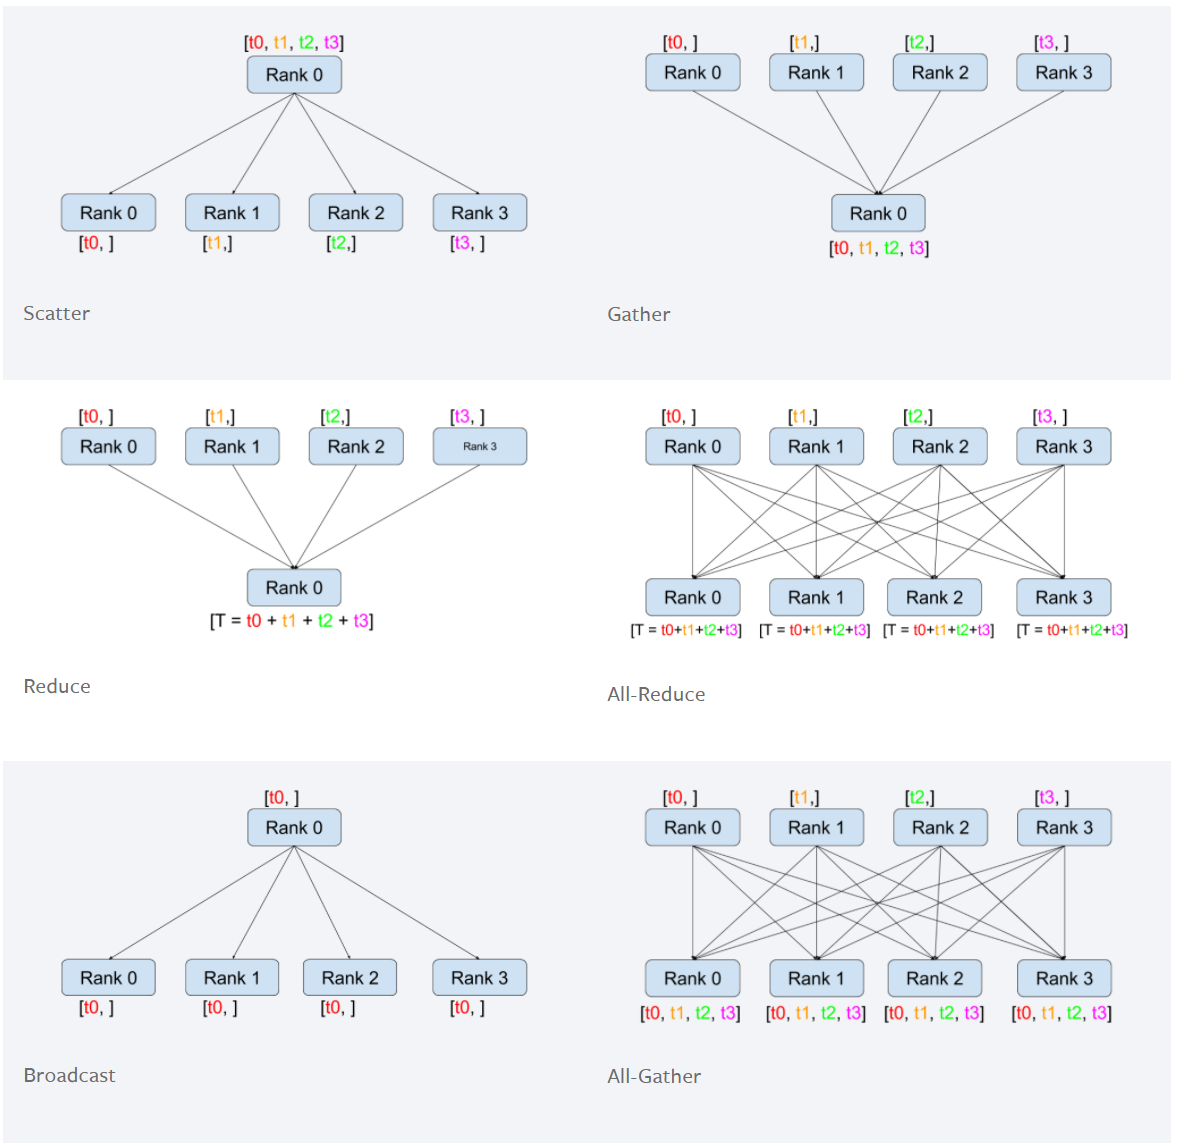 [t0, t1, t2, t3]
Rank 0
Rank 0 Rank 1 Rank 2 Rank 3
[t0, ] [t1,] [t2,] [t3, ]
Scatter
[t0, ] [t1,] [t2,] [t3, ]
Rank 0 Rank 1 Rank 2 Rank 3
Rank 0
[t0, t1, t2, t3]
Gather
[t0, ] [t1,] [t2,] [t3, ]
Rank 0 Rank 1 Rank 2 Rank 3
Rank 0
[T = t0 + t1 + t2 + t3]
Reduce
[t0, ] [t1,] [t2,] [t3, ]
Rank 0 Rank 1 Rank 2 Rank 3
Rank 0 Rank 1 Rank 2 Rank 3
[T = t0+t1+t2+t3] [T = t0+t1+t2+t3] [T = t0+t1+t2+t3] [T = t0+t1+t2+t3]
All-Reduce
[t0, ]
Rank 0
Rank 0 Rank 1 Rank 2 Rank 3
[t0, ] [t0, ] [t0, ] [t0, ]
Broadcast
[t0, ] [t1,] [t2,] [t3, ]
Rank 0 Rank 1 Rank 2 Rank 3
Rank 0 Rank 1 Rank 2 Rank 3
[t0, t1, t2, t3] [t0, t1, t2, t3] [t0, t1, t2, t3] [t0, t1, t2, t3]
All-Gather